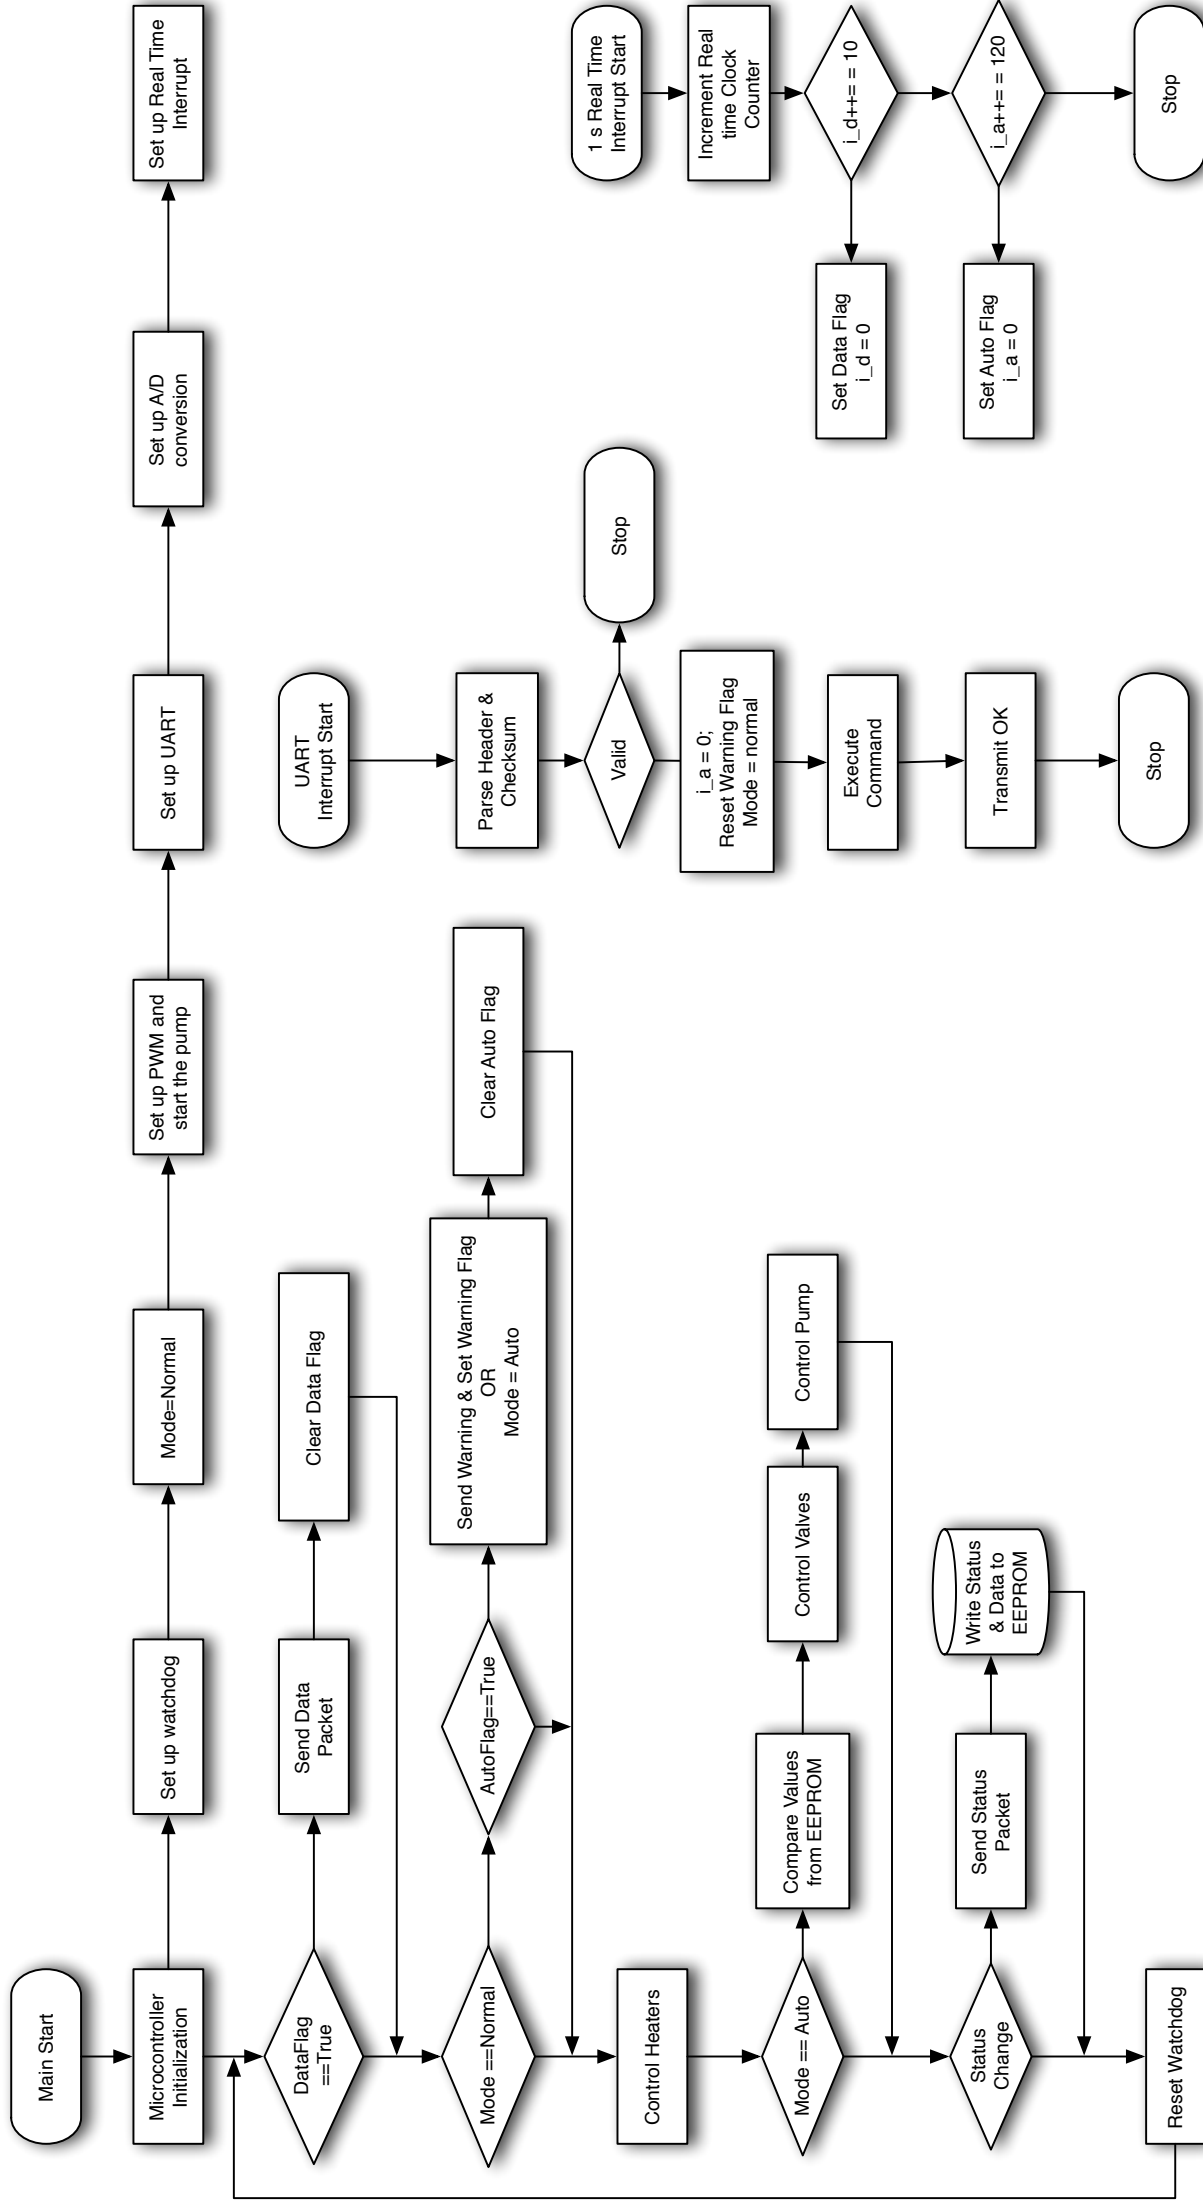 Main Start
Microcontroller
Initialization
Set up watchdog
Mode=Normal
Set up PWM and
start the pump
Set up UART
Set up A/D
conversion
Set up Real Time
Interrupt
DataFlag
==True
Send Data
Packet
Clear Data Flag
Mode ==Normal
AutoFlag==True
Send Warning & Set Warning Flag
OR
Mode = Auto
Clear Auto Flag
Control Heaters
Mode == Auto
Compare Values
from EEPROM
Control Valves
Control Pump
Status
Change
Send Status
Packet
Write Status
& Data to
EEPROM
Reset Watchdog
UART
Interrupt Start
Parse Header &
Checksum
Valid
Stop
i_a = 0;
Reset Warning Flag
Mode = normal
Execute
Command
Transmit OK
Stop
1 s Real Time
Interrupt Start
Increment Real
time Clock
Counter
i_d++= = 10
Set Data Flag
i_d = 0
i_a++= = 120
Set Auto Flag
i_a = 0
Stop